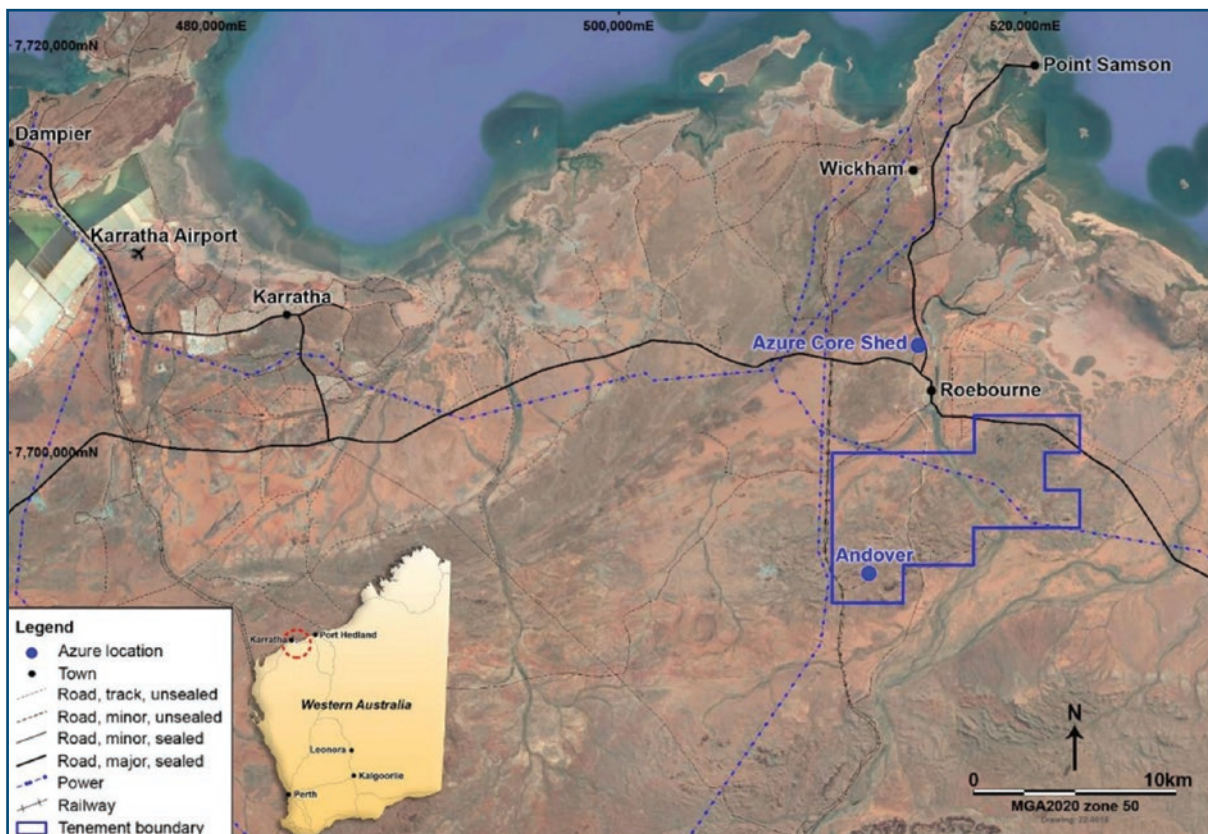 480,000mE
500,000mE
520,000mE
7,720,000mN
Point Samson
Dampier
Wickham
Karratha Airport
Karratha
Azure Core Shed
Roebourne
7,700,000mN
Andover
Legend
Azure location
Town
Road, track, unsealed
Road, minor, unsealed
Road, minor, sealed
Road, major, sealed
Power
Railway
Tenement boundary
Karratha
Port Hedland
Western Australia
Leonora
Kalgoorlie
Perth
N
0 10km
MGA2020 zone 50